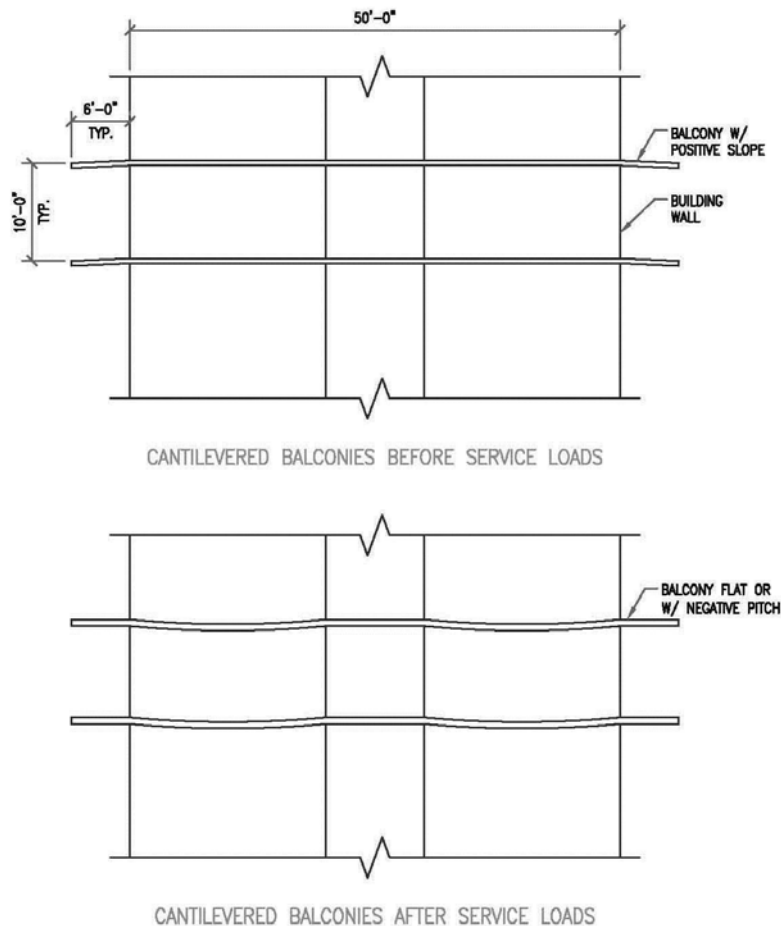 50'-0"
6'-0"
TYP.
BALCONY W/
POSITIVE SLOPE
10'-0"
TYP.
BUILDING
WALL
CANTILEVERED BALCONIES BEFORE SERVICE LOADS
BALCONY FLAT OR
W/ NEGATIVE PITCH
CANTILEVERED BALCONIES AFTER SERVICE LOADS